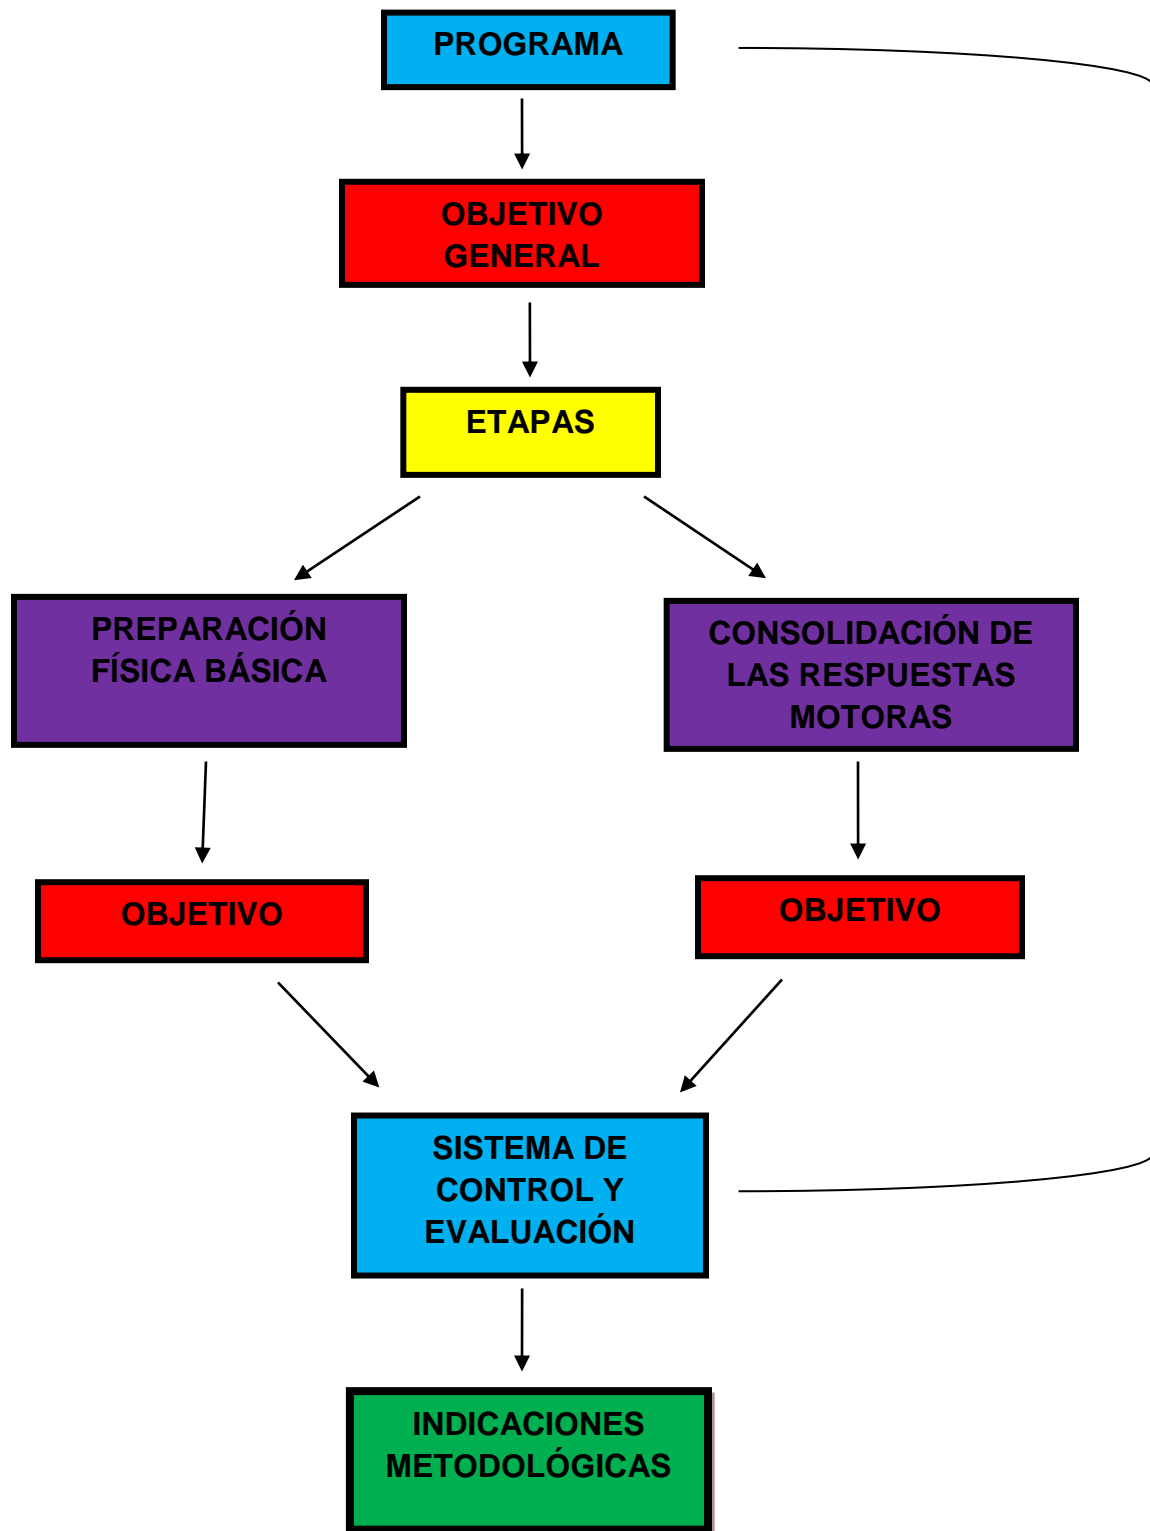 PROGRAMA
OBJETIVO
GENERAL
ETAPAS
PREPARACIÓN
FÍSICA BÁSICA
CONSOLIDACIÓN DE
LAS RESPUESTAS
MOTORAS
OBJETIVO
OBJETIVO
SISTEMA DE
CONTROL Y
EVALUACIÓN
INDICACIONES
METODOLÓGICAS